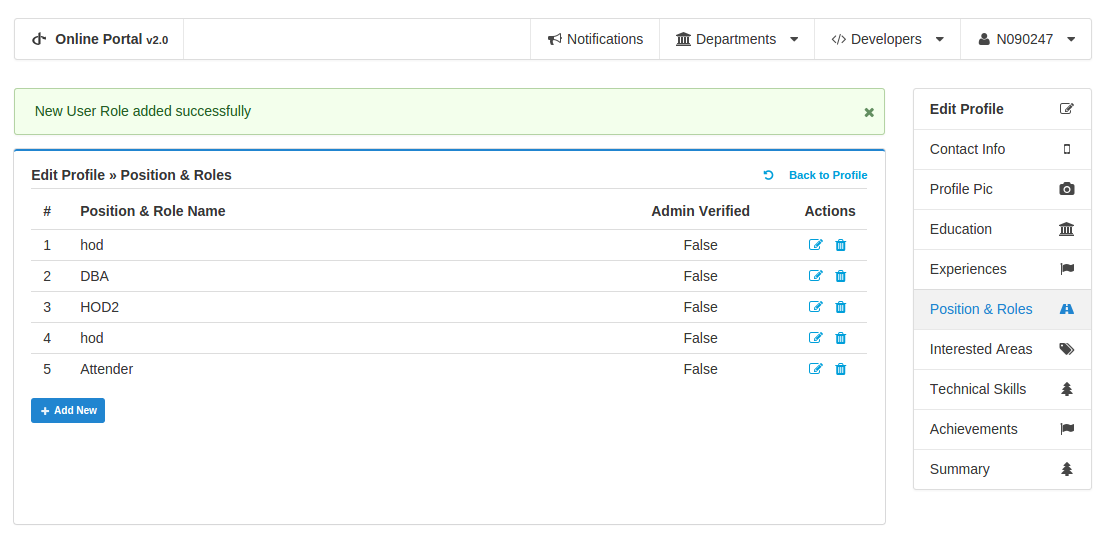 Online Portal v2.0 Notifications Departments Developers N090247
New User Role added successfully
Edit Profile » Position & Roles Back to Profile
# Position & Role Name Admin Verified Actions
1 hod False
2 DBA False
3 HOD2 False
4 hod False
5 Attender False
Add New
Edit Profile
Contact Info
Profile Pic
Education
Experiences
Position & Roles
Interested Areas
Technical Skills
Achievements
Summary